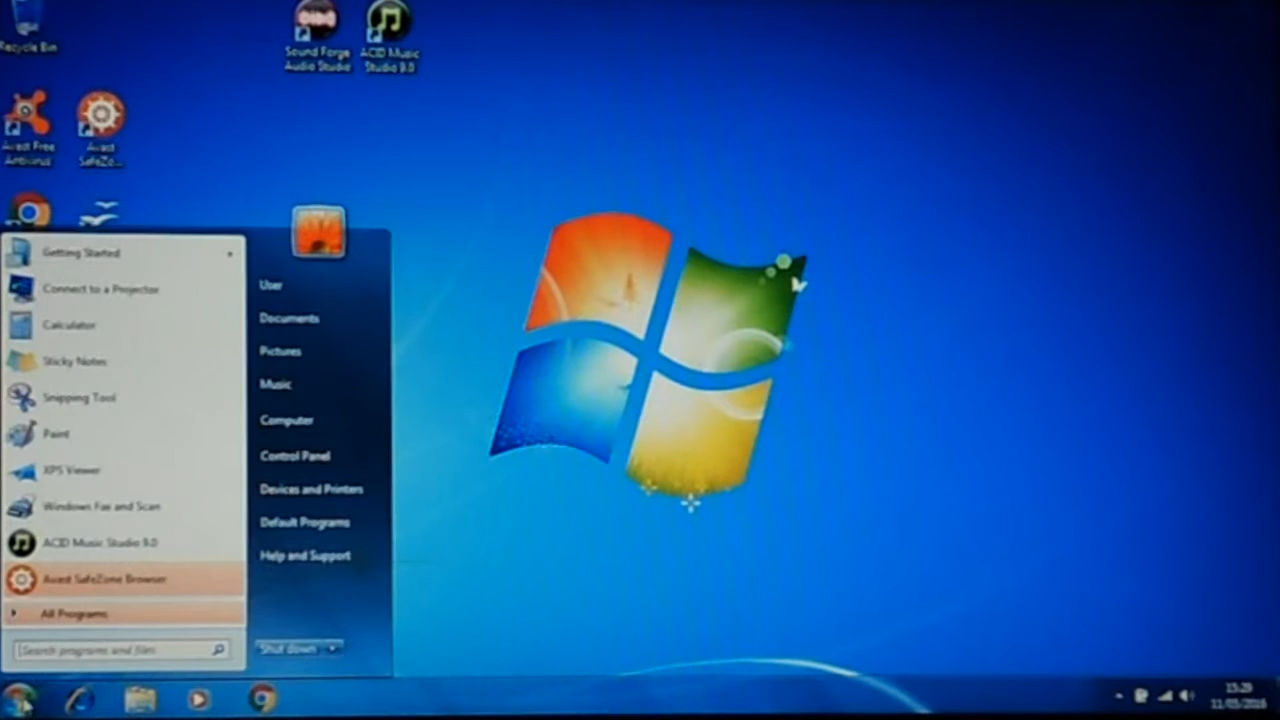 Recycle Bin
Sound Forge
Audio Studio
ACID Music
Studio 9.0
Avast Free
Antivirus
Avast
SafeZo...
Getting Started
Connect to a Projector
Calculator
Sticky Notes
Snipping Tool
Paint
XPS Viewer
Windows Fax and Scan
ACID Music Studio 9.0
Avast SafeZone Browser
All Programs
Search programs and files
User
Documents
Pictures
Music
Computer
Control Panel
Devices and Printers
Default Programs
Help and Support
Shut down
11/05/2016